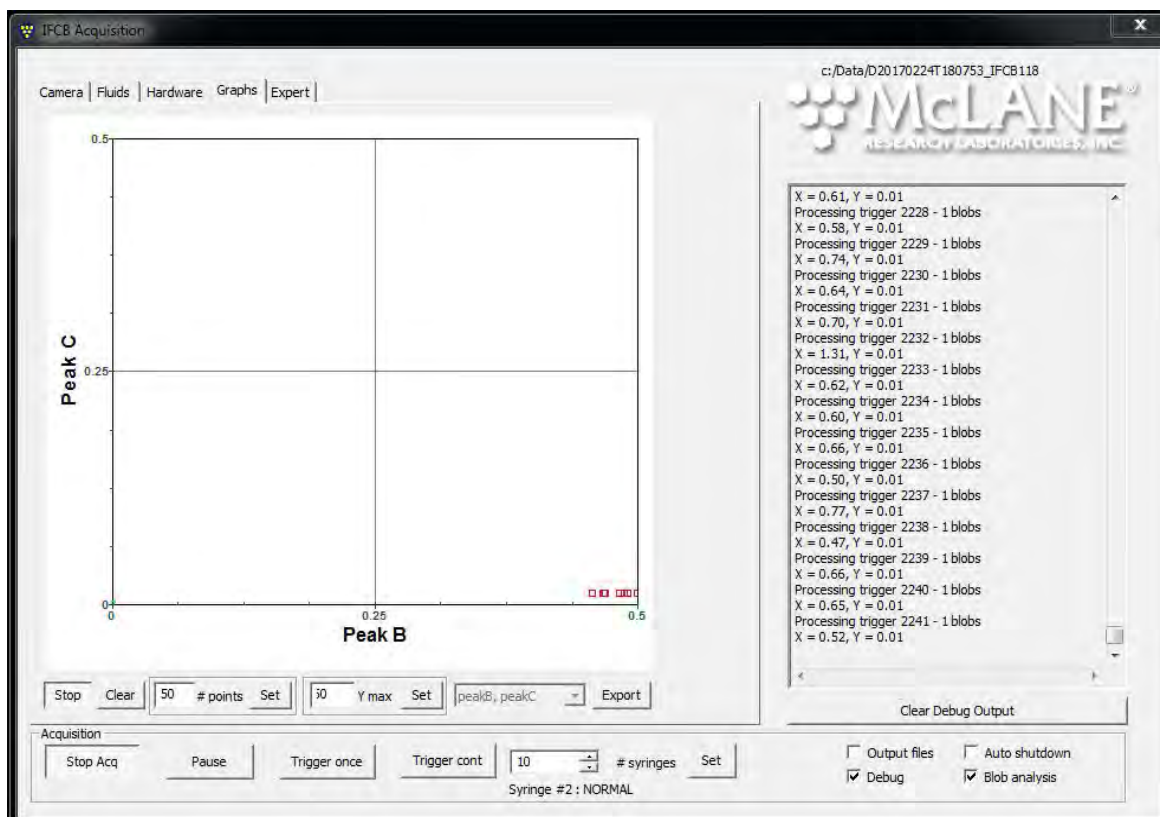 IFCB Acquisition
x
c:/Data/D20170224T180753_IFCB118
Camera Fluids Hardware Graphs Expert
McLANE®
RESEARCH LABORATORIES, INC
0.5
0.25
0
0 0.25 0.5
Peak C
Peak B
X = 0.61, Y = 0.01
Processing trigger 2228 - 1 blobs
X = 0.58, Y = 0.01
Processing trigger 2229 - 1 blobs
X = 0.74, Y = 0.01
Processing trigger 2230 - 1 blobs
X = 0.64, Y = 0.01
Processing trigger 2231 - 1 blobs
X = 0.70, Y = 0.01
Processing trigger 2232 - 1 blobs
X = 1.31, Y = 0.01
Processing trigger 2233 - 1 blobs
X = 0.62, Y = 0.01
Processing trigger 2234 - 1 blobs
X = 0.60, Y = 0.01
Processing trigger 2235 - 1 blobs
X = 0.66, Y = 0.01
Processing trigger 2236 - 1 blobs
X = 0.50, Y = 0.01
Processing trigger 2237 - 1 blobs
X = 0.77, Y = 0.01
Processing trigger 2238 - 1 blobs
X = 0.47, Y = 0.01
Processing trigger 2239 - 1 blobs
X = 0.66, Y = 0.01
Processing trigger 2240 - 1 blobs
X = 0.65, Y = 0.01
Processing trigger 2241 - 1 blobs
X = 0.52, Y = 0.01
Stop Clear 50 # points Set Y max Set peakB, peakC Export
Clear Debug Output
Acquisition
Stop Acq Pause Trigger once Trigger cont 10 # syringes Set
Syringe #2 : NORMAL
Output files Auto shutdown
Debug Blob analysis